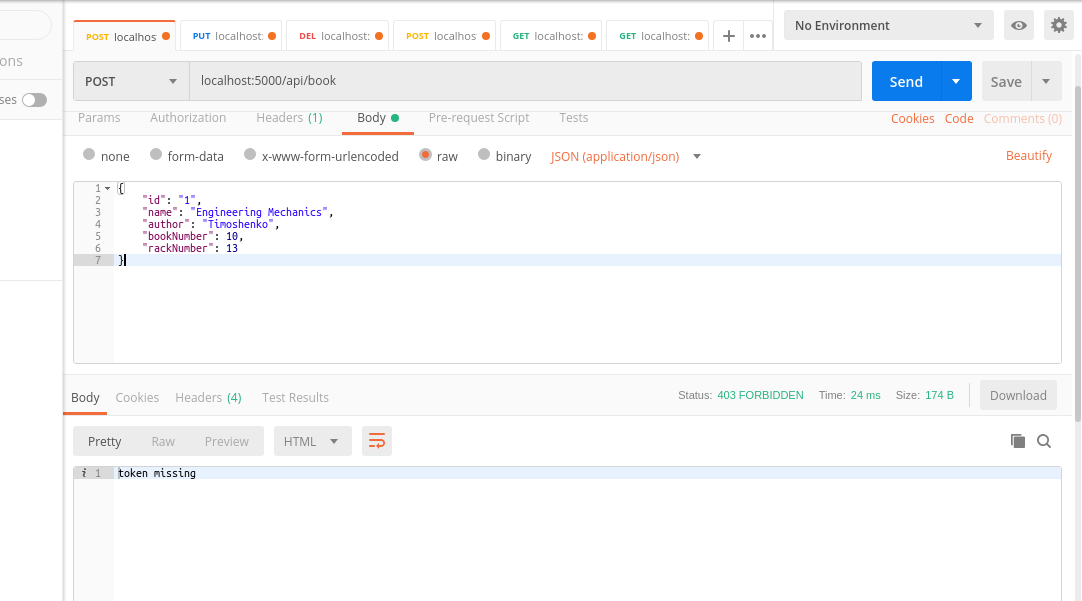 ons
ses
POST localhos PUT localhost: DEL localhost: POST localhos GET localhost: GET localhost: + ••• No Environment
POST localhost:5000/api/book Send Save
Params Authorization Headers (1) Body Pre-request Script Tests Cookies Code Comments (0)
none form-data x-www-form-urlencoded raw binary JSON (application/json) Beautify
1 {
2 "id": "1",
3 "name": "Engineering Mechanics",
4 "author": "Timoshenko",
5 "bookNumber": 10,
6 "rackNumber": 13
7 }
Body Cookies Headers (4) Test Results Status: 403 FORBIDDEN Time: 24 ms Size: 174 B Download
Pretty Raw Preview HTML
i 1 token missing